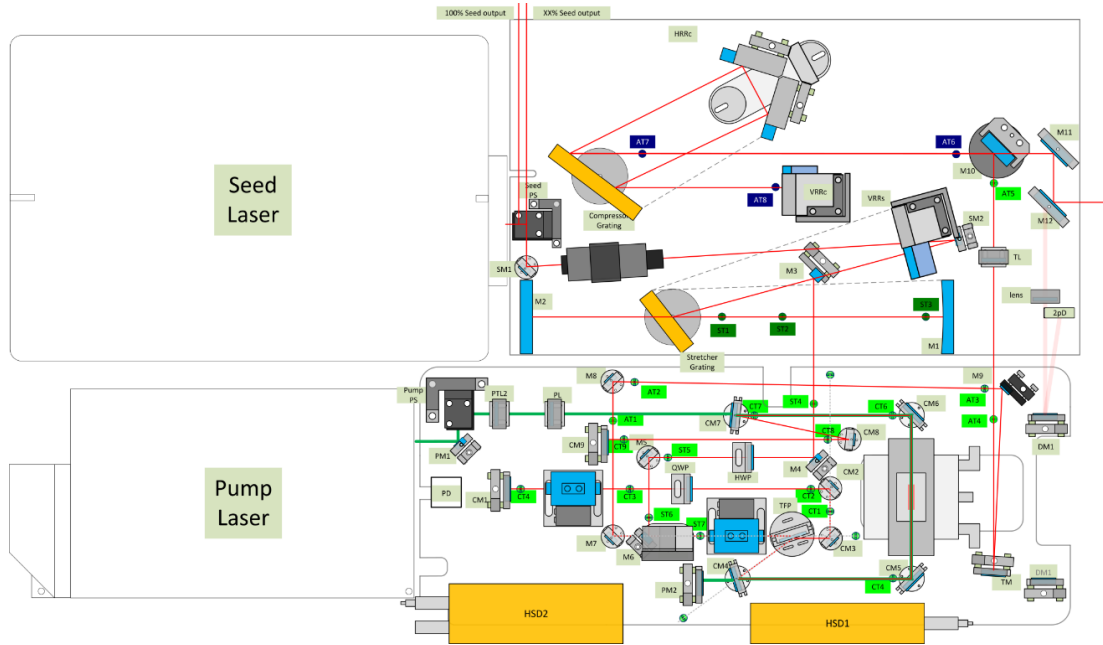 100% Seed output
XX% Seed output
HRRc
Seed
Laser
AT7
AT6
M11
M10
AT5
Seed
PS
VRRc
VRRs
AT8
M12
SM2
Compressor
Grating
SM1
M3
TL
M2
lens
2pD
ST1
ST2
ST3
M1
Stretcher
Grating
M8
M9
Pump
PS
PTL2
PL
AT2
AT3
ST4
CT7
CT6
CM6
AT1
CM7
AT4
DM1
PM1
CM9
CT9
M5
CT8
CM8
ST5
QWP
HWP
M4
CM2
PD
CM1
CT4
CT3
CT2
Pump
Laser
CT1
TFP
ST6
ST7
M7
M6
CM3
CM4
CM5
CT4
PM2
TM
DM1
HSD2
HSD1